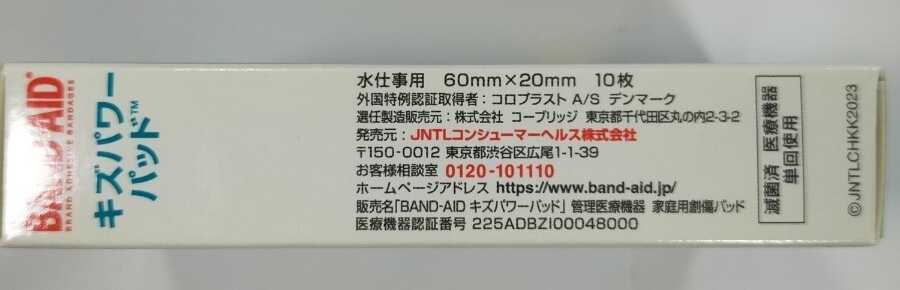 BAND-AID
BRAND ADHESIVE BANDAGES
キズパワー
パッド™
水仕事用 60mm×20mm 10枚
外国特例認証取得者：コロプラスト A/S デンマーク
選任製造販売元：株式会社 コーブリッジ 東京都千代田区丸の内2-3-2
発売元：JNTLコンシューマーヘルス株式会社
〒150-0012 東京都渋谷区広尾1-1-39
お客様相談室 0120-101110
ホームページアドレス https://www.band-aid.jp/
販売名「BAND-AID キズパワーパッド」管理医療機器 家庭用創傷パッド
医療機器認証番号 225ADBZI00048000
滅菌済 医療機器
単回使用
©JNTLCHKK2023